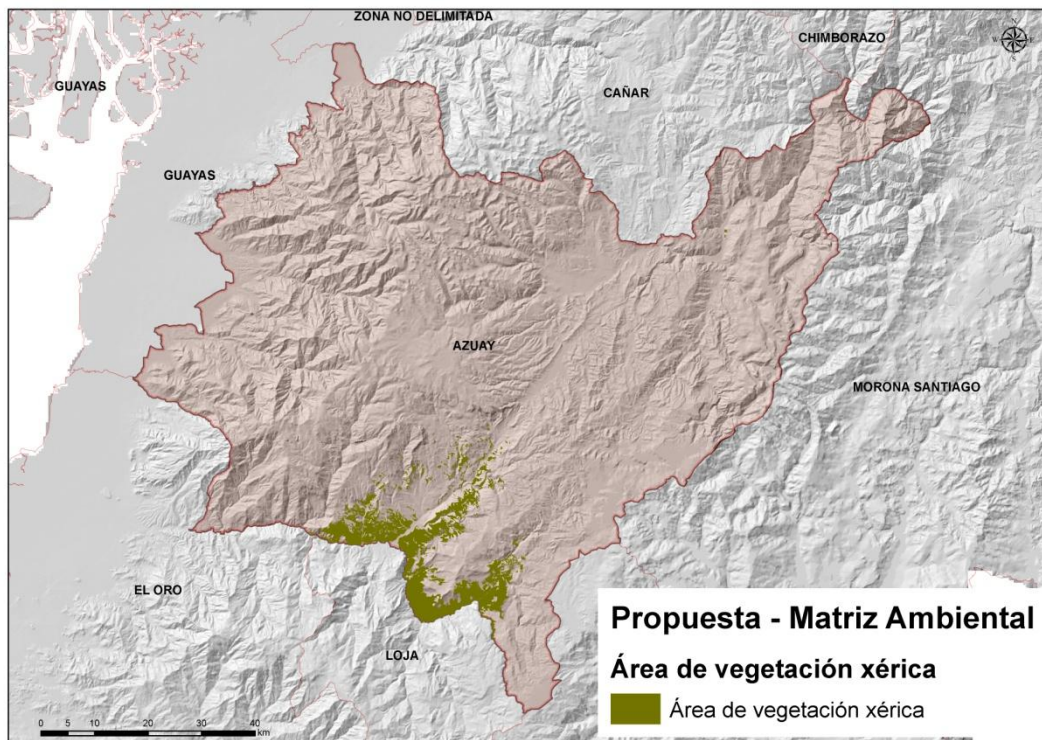 ZONA NO DELIMITADA
CHIMBORAZO
N
W E
S
GUAYAS
CAÑAR
GUAYAS
AZUAY
MORONA SANTIAGO
EL ORO
LOJA
Propuesta - Matriz Ambiental
Área de vegetación xérica
Área de vegetación xérica
0 5 10 20 30 40
km